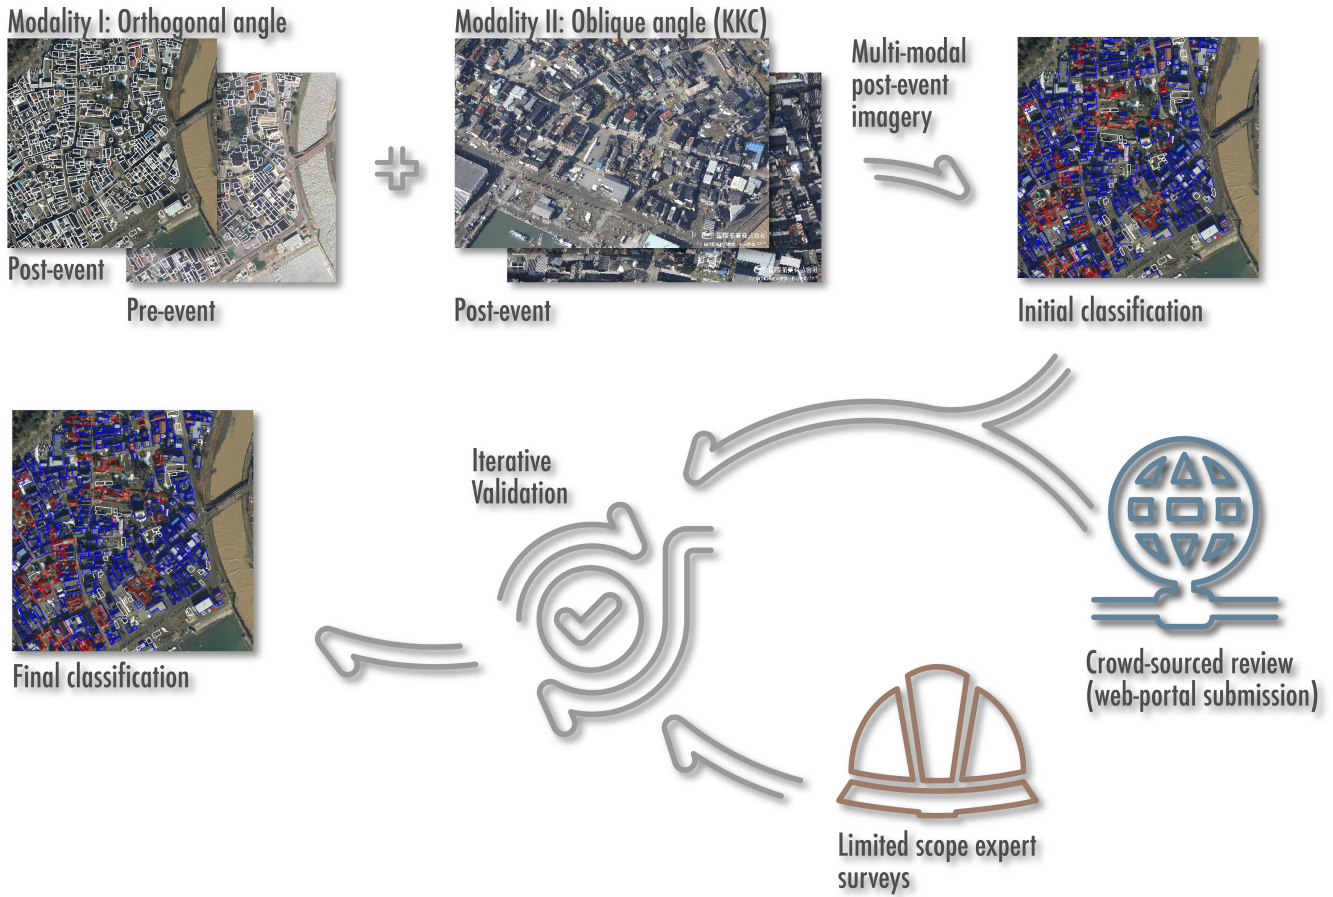 Modality I: Orthogonal angle
Modality II: Oblique angle (KKC)
Multi-modal
post-event
imagery
Post-event
Pre-event
Post-event
Initial classification
Iterative
Validation
Final classification
Crowd-sourced review
(web-portal submission)
Limited scope expert
surveys